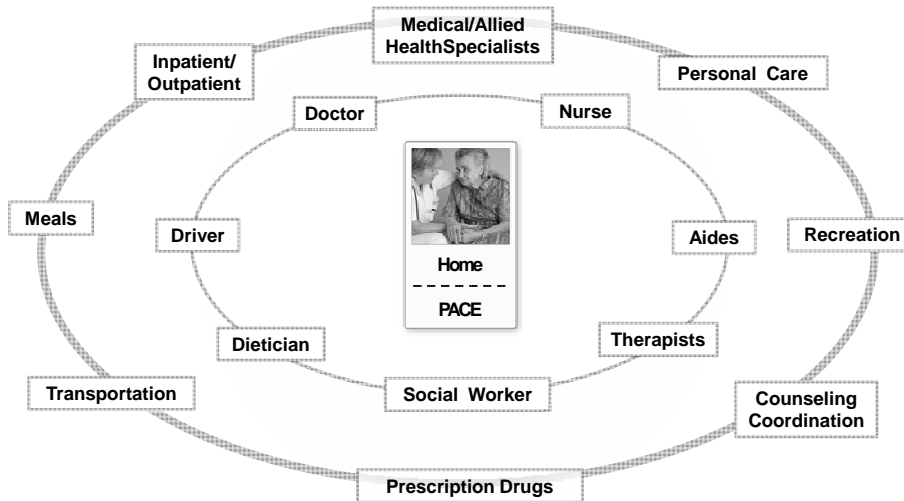 Medical/Allied
HealthSpecialists
Inpatient/
Outpatient
Personal Care
Doctor
Nurse
Meals
Driver
Home
PACE
Aides
Recreation
Dietician
Therapists
Transportation
Social Worker
Counseling
Coordination
Prescription Drugs